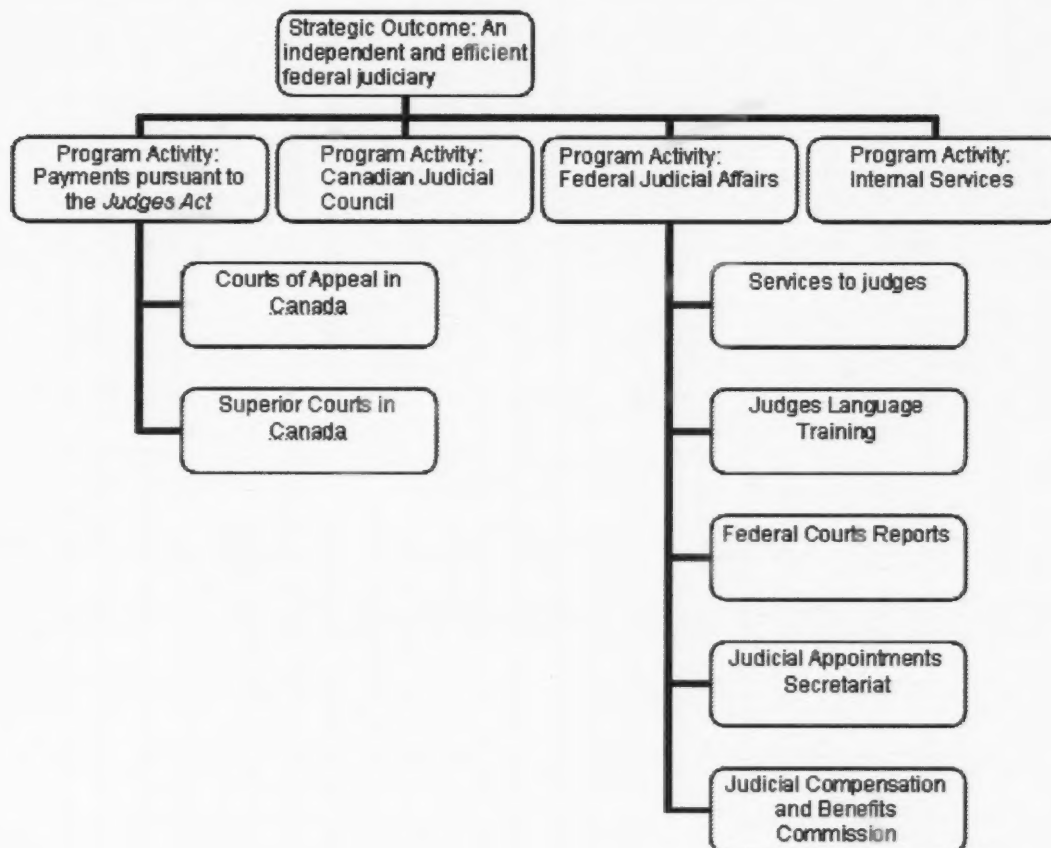 Strategic Outcome: An
independent and efficient
federal judiciary
Program Activity:
Payments pursuant to
the Judges Act
Program Activity:
Canadian Judicial
Council
Program Activity:
Federal Judicial Affairs
Program Activity:
Internal Services
Courts of Appeal in
Canada
Superior Courts in
Canada
Services to judges
Judges Language
Training
Federal Courts Reports
Judicial Appointments
Secretariat
Judicial Compensation
and Benefits
Commission